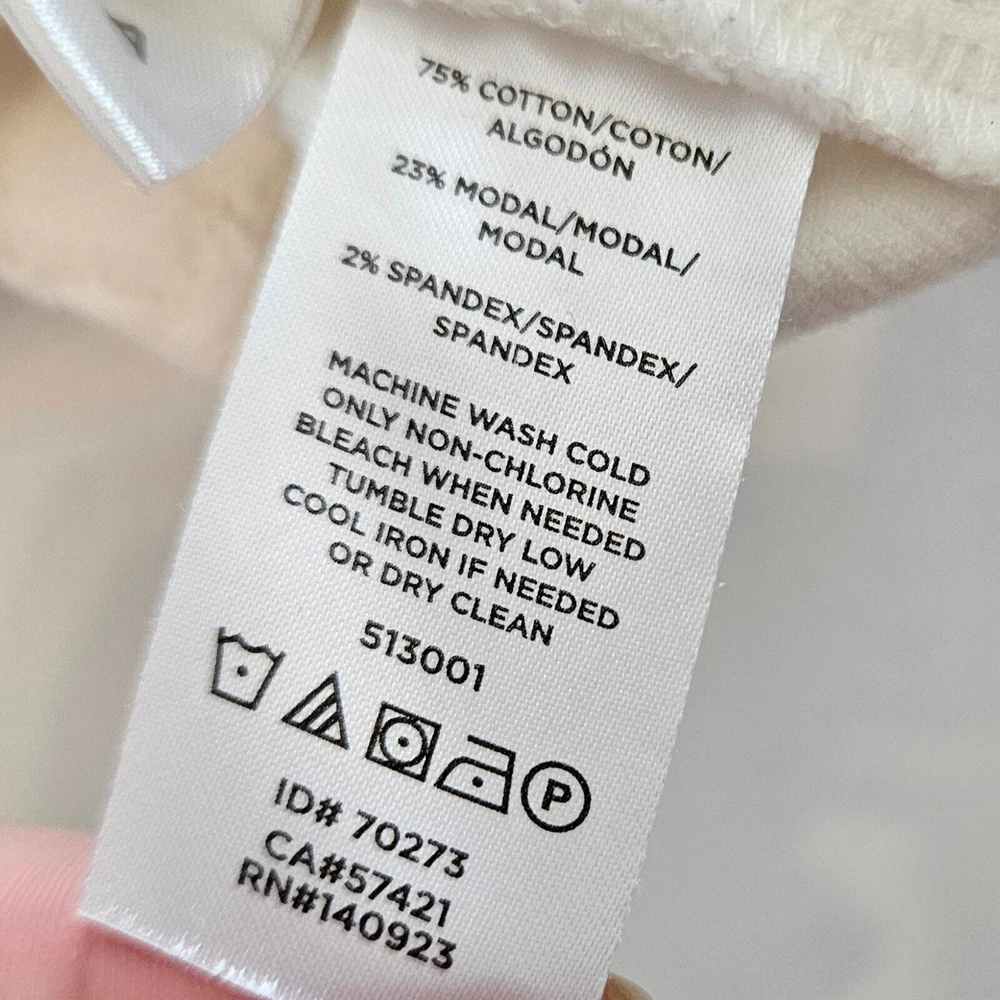 75% COTTON/COTON/
ALGODÓN
23% MODAL/MODAL/
MODAL
2% SPANDEX/SPANDEX/
SPANDEX
MACHINE WASH COLD
ONLY NON-CHLORINE
BLEACH WHEN NEEDED
TUMBLE DRY LOW
COOL IRON IF NEEDED
OR DRY CLEAN
513001
P
ID# 70273
CA#57421
RN#140923